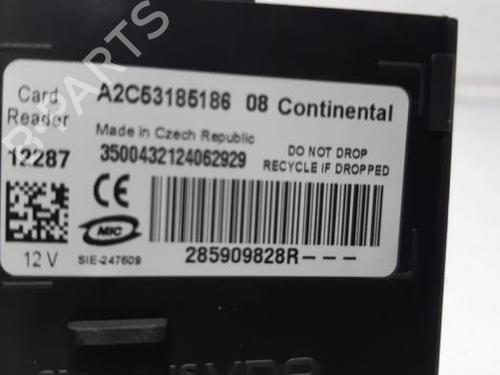 Card Reader
A2C53185186 08 Continental
Made in Czech Republic
12287
3500432124062929
DO NOT DROP
RECYCLE IF DROPPED
CE
MIC
12 V
SIE-247609
285909828R---
B-PARTS